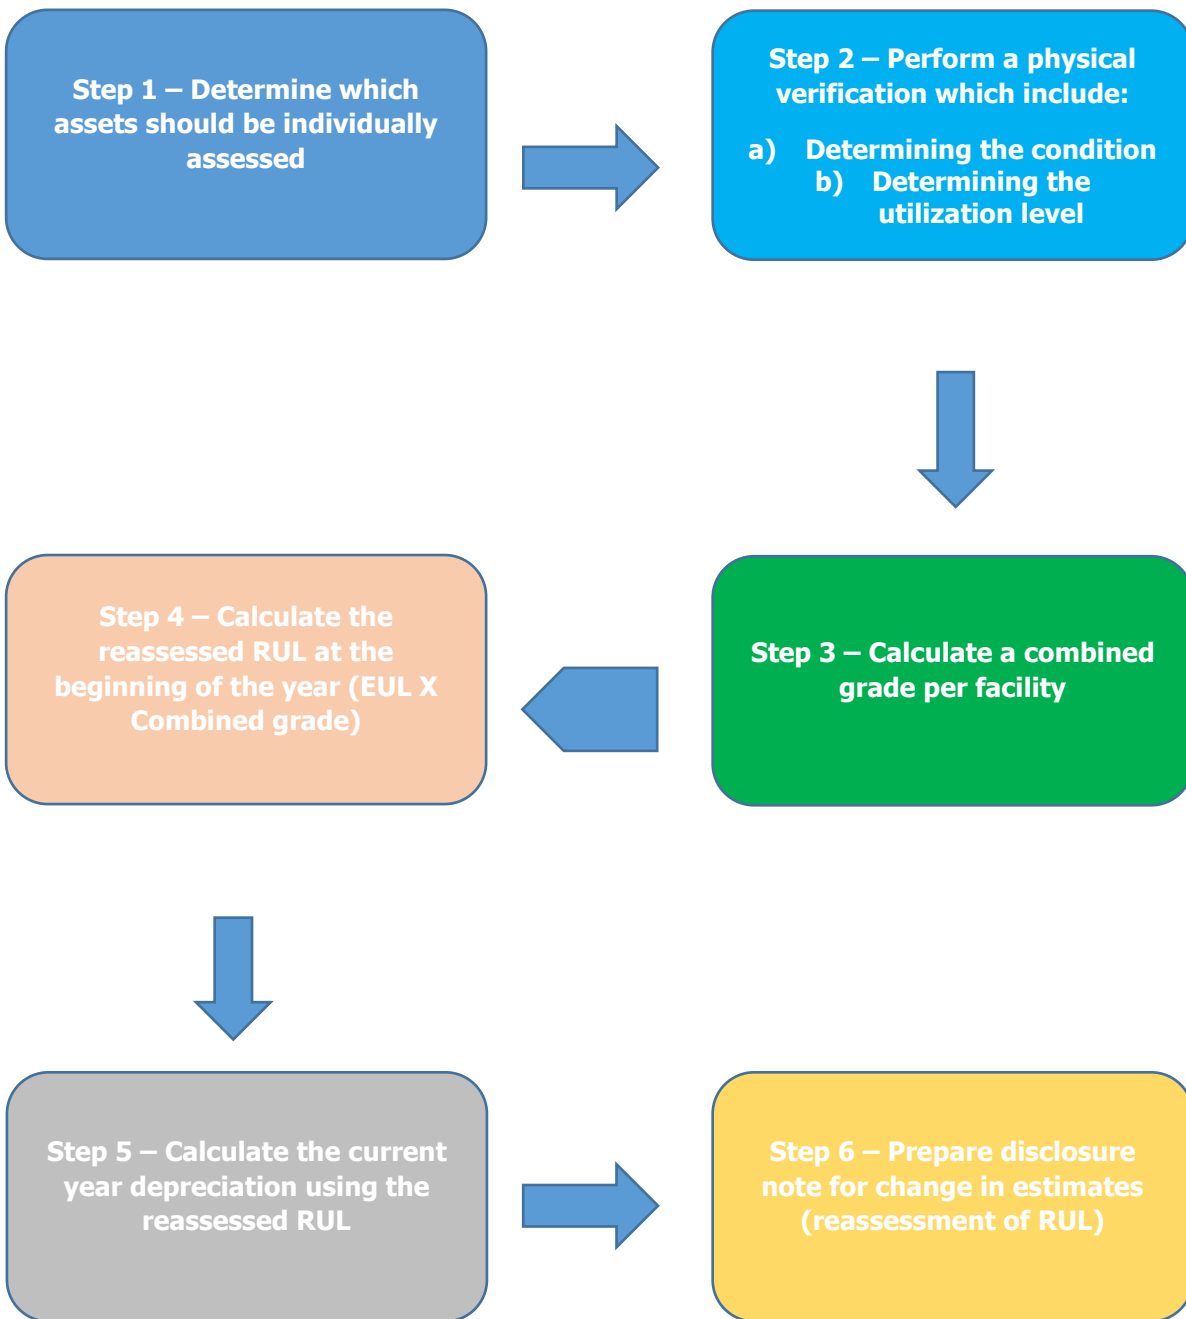 Step 1 – Determine which
assets should be individually
assessed
Step 2 – Perform a physical
verification which include:
a) Determining the condition
b) Determining the
utilization level
Step 3 – Calculate a combined
grade per facility
Step 4 – Calculate the
reassessed RUL at the
beginning of the year (EUL X
Combined grade)
Step 5 – Calculate the current
year depreciation using the
reassessed RUL
Step 6 – Prepare disclosure
note for change in estimates
(reassessment of RUL)